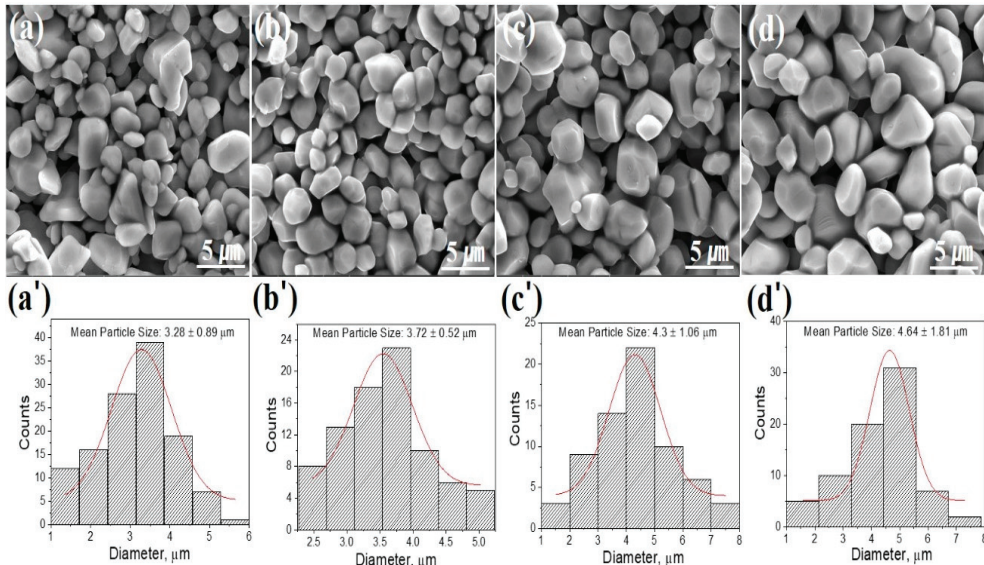 (a) (b) (c) (d)
5 μm 5 μm 5 μm 5 μm
(a') (b') (c') (d')
Mean Particle Size: 3.28 ± 0.89 μm
40
35
30
25
20
15
10
5
0
Counts
1 2 3 4 5 6
Diameter, μm
Mean Particle Size: 3.72 ± 0.52 μm
24
20
16
12
8
4
0
Counts
2.5 3.0 3.5 4.0 4.5 5.0
Diameter, μm
Mean Particle Size: 4.3 ± 1.06 μm
25
20
15
10
5
0
Counts
1 2 3 4 5 6 7 8
Diameter, μm
Mean Particle Size: 4.64 ± 1.81 μm
40
30
20
10
0
Counts
1 2 3 4 5 6 7 8
Diameter, μm